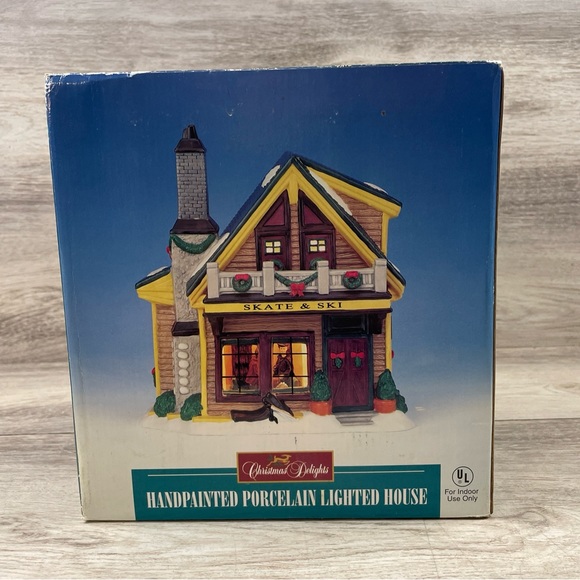 SKATE & SKI
Christmas Delights
HANDPAINTED PORCELAIN LIGHTED HOUSE
UL
For Indoor
Use Only